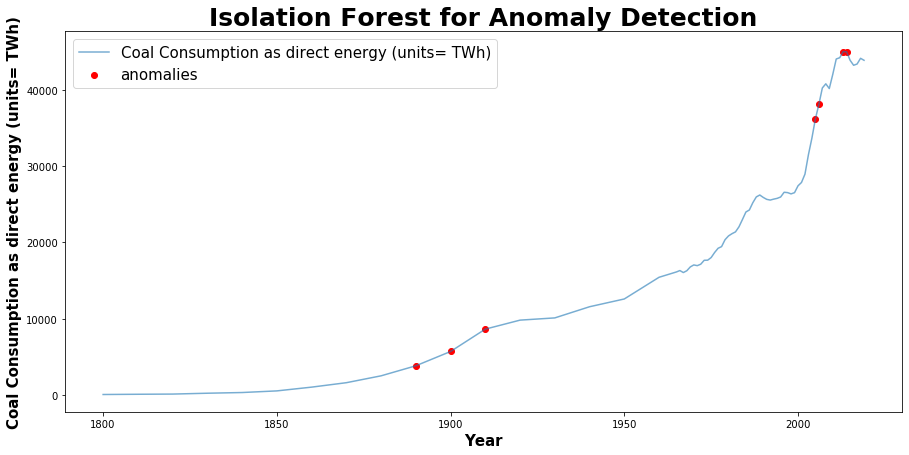 Isolation Forest for Anomaly Detection
Coal Consumption as direct energy (units= TWh)
Coal Consumption as direct energy (units= TWh)
anomalies
40000
30000
20000
10000
0
1800 1850 1900 1950 2000
Year